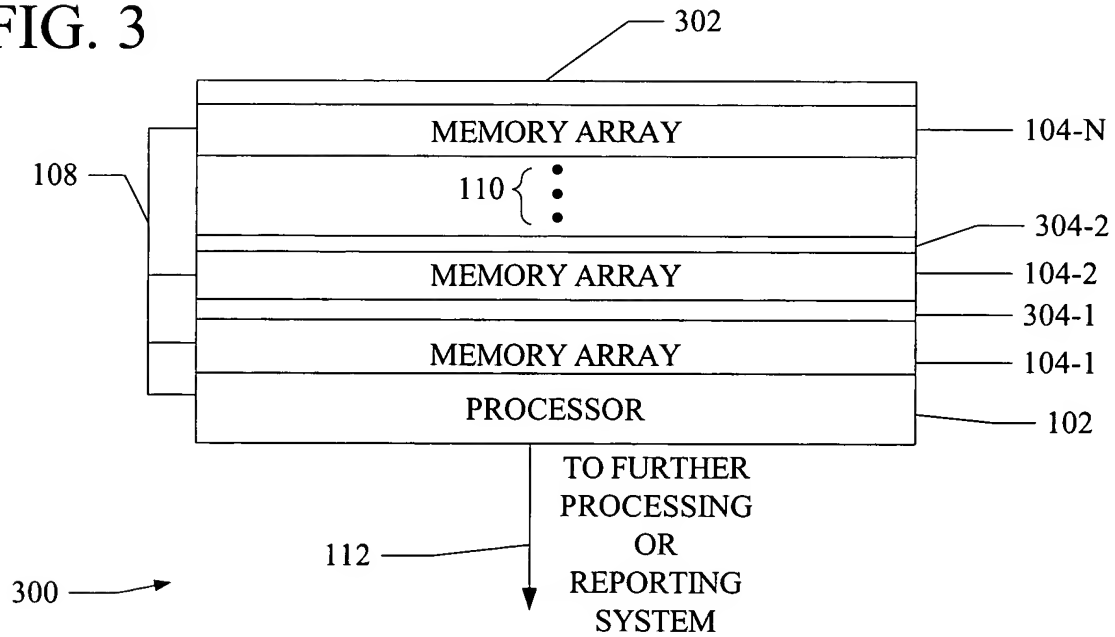 FIG. 3
302
MEMORY ARRAY
104-N
108
110
304-2
MEMORY ARRAY
104-2
304-1
MEMORY ARRAY
104-1
PROCESSOR
102
TO FURTHER
PROCESSING
OR
REPORTING
SYSTEM
112
300